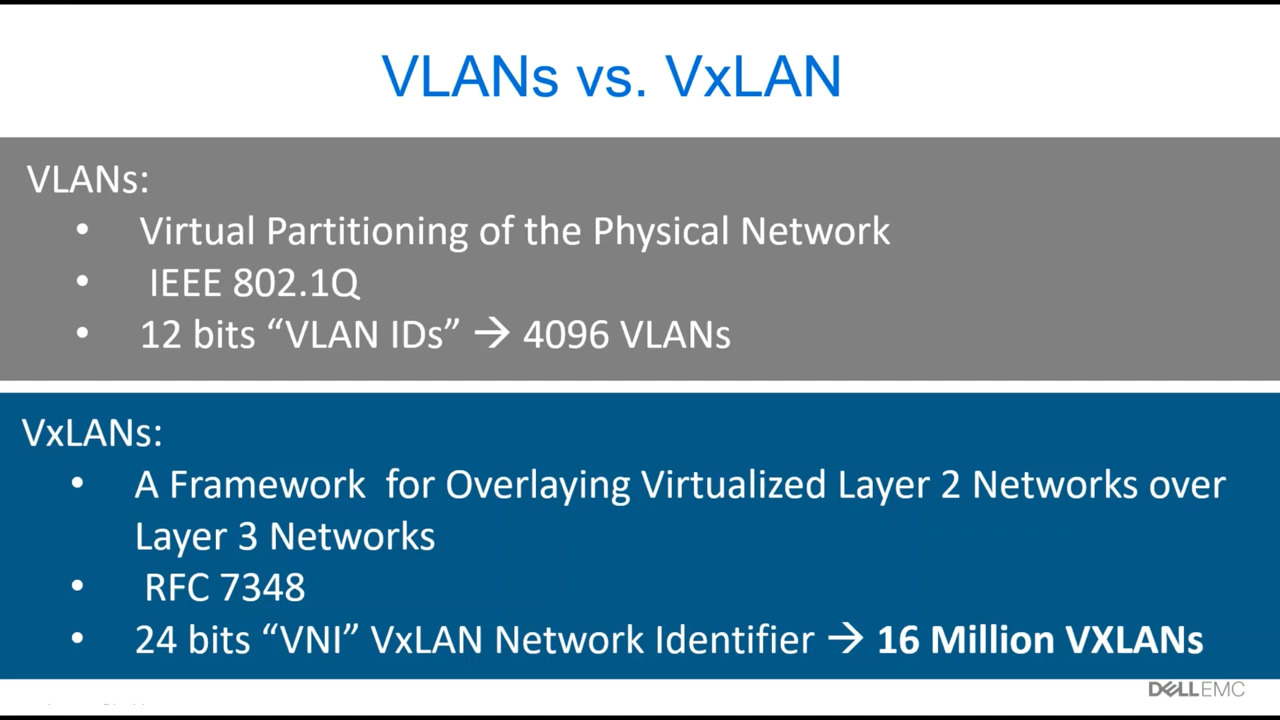 VLANs vs. VxLAN
VLANs:
• Virtual Partitioning of the Physical Network
• IEEE 802.1Q
• 12 bits “VLAN IDs” → 4096 VLANs
VxLANs:
• A Framework for Overlaying Virtualized Layer 2 Networks over
Layer 3 Networks
• RFC 7348
• 24 bits “VNI” VxLAN Network Identifier → 16 Million VXLANs
DELLEMC